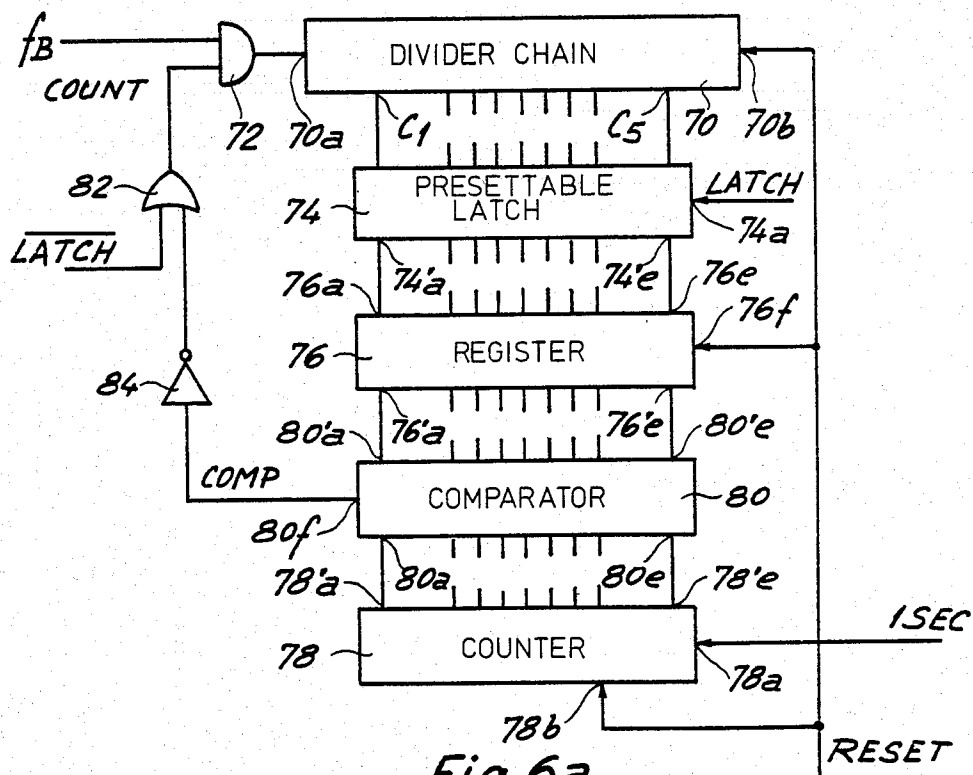 fB
DIVIDER CHAIN
COUNT
72
70a
C1
C5
70
70b
82
PRESETTABLE
LATCH
LATCH
74
74a
L̅A̅T̅C̅H̅
74'a
74'e
76a
76e
76f
76
REGISTER
84
76'a
76'e
80'a
80'e
COMP
COMPARATOR
80
80f
80a
80e
78'a
78'e
1SEC
78
COUNTER
78a
78b
RESET
Fig.6a